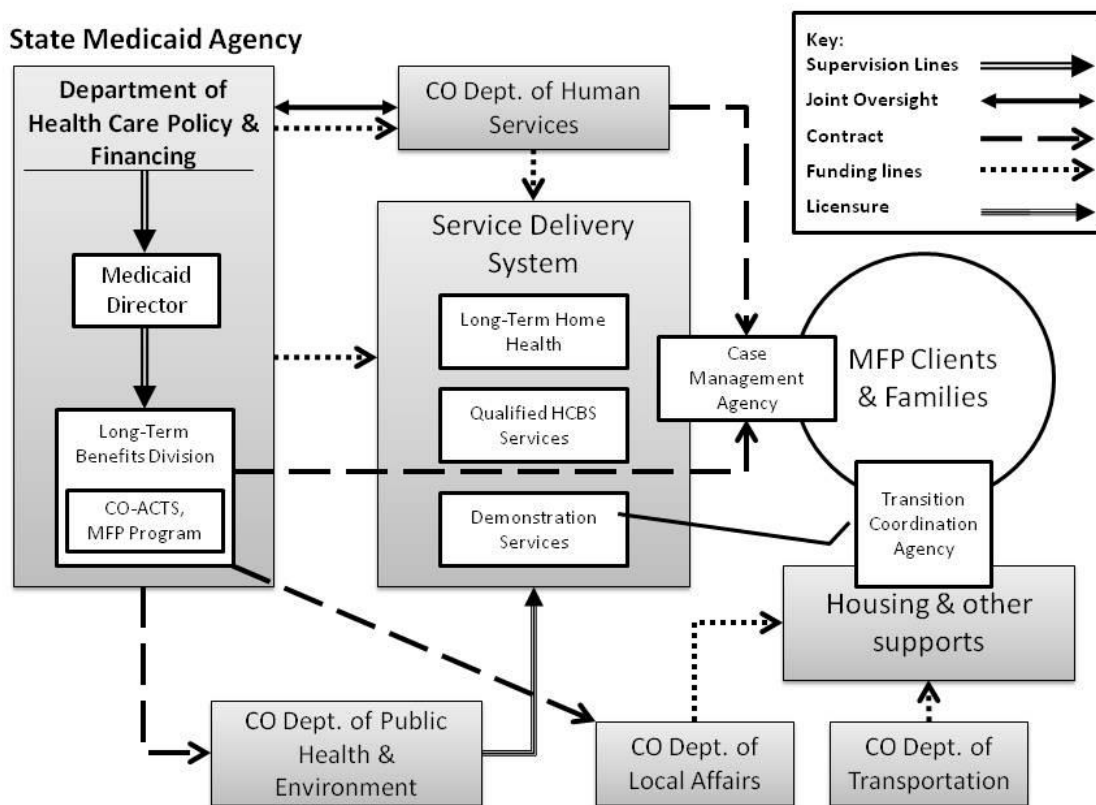 State Medicaid Agency
Department of
Health Care Policy &
Financing
Medicaid
Director
Long-Term
Benefits Division
CO-ACTS,
MFP Program
CO Dept. of Human
Services
Service Delivery
System
Long-Term Home
Health
Qualified HCBS
Services
Demonstration
Services
Key:
Supervision Lines
Joint Oversight
Contract
Funding lines
Licensure
Case
Management
Agency
MFP Clients
& Families
Transition
Coordination
Agency
Housing & other
supports
CO Dept. of Public
Health &
Environment
CO Dept. of
Local Affairs
CO Dept. of
Transportation